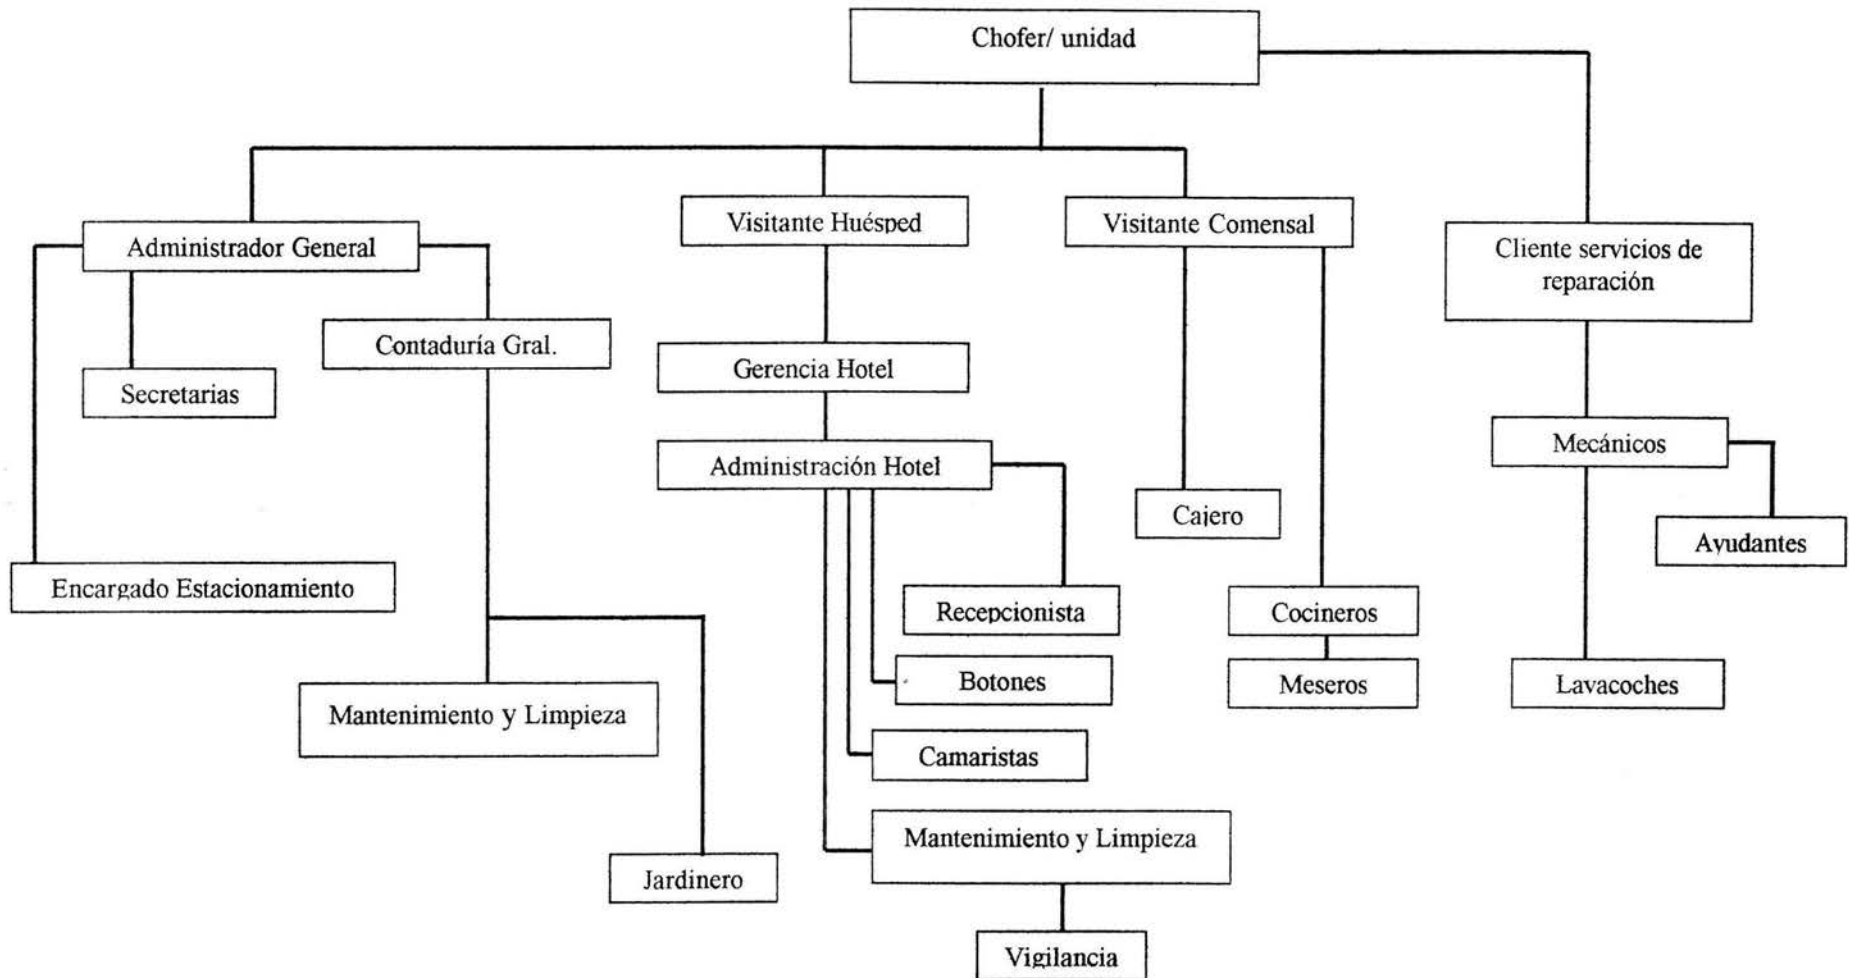 Chofer/ unidad
Administrador General
Visitante Huésped
Visitante Comensal
Cliente servicios de
reparación
Contaduría Gral.
Secretarias
Gerencia Hotel
Administración Hotel
Mecánicos
Cajero
Ayudantes
Encargado Estacionamiento
Recepcionista
Cocineros
Botones
Meseros
Lavacoches
Mantenimiento y Limpieza
Camaristas
Mantenimiento y Limpieza
Jardinero
Vigilancia